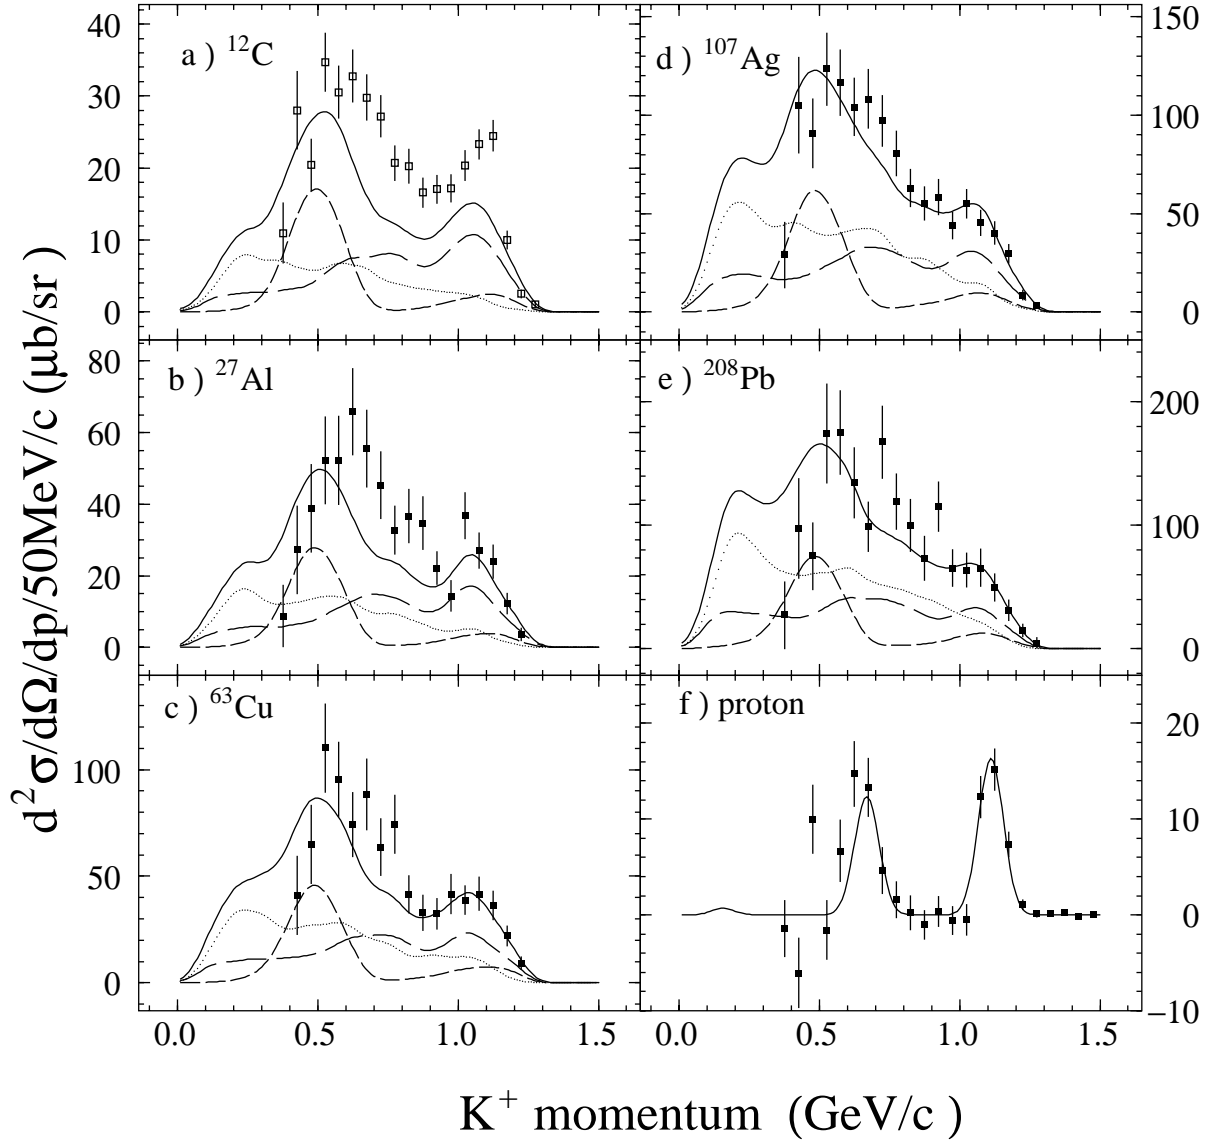 d²σ/dΩ/dp/50MeV/c (μb/sr)
a ) ¹²C
40
30
20
10
0
b ) ²⁷Al
80
60
40
20
0
c ) ⁶³Cu
100
50
0
0.0 0.5 1.0 1.5
d ) ¹⁰⁷Ag
150
100
50
0
e ) ²⁰⁸Pb
200
100
0
f ) proton
20
10
0
−10
0.0 0.5 1.0 1.5
K⁺ momentum (GeV/c )